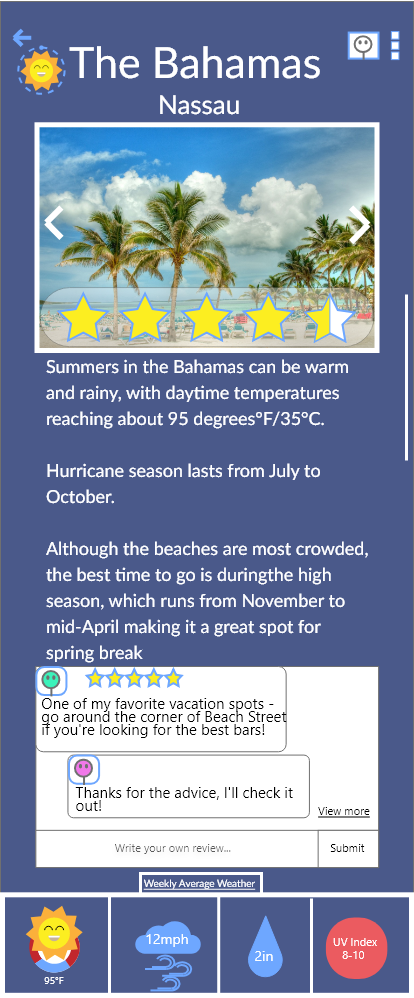 The Bahamas
Nassau
Summers in the Bahamas can be warm
and rainy, with daytime temperatures
reaching about 95 degrees°F/35°C.
Hurricane season lasts from July to
October.
Although the beaches are most crowded,
the best time to go is duringthe high
season, which runs from November to
mid-April making it a great spot for
spring break
One of my favorite vacation spots -
go around the corner of Beach Street
if you're looking for the best bars!
Thanks for the advice, I'll check it
out!
View more
Write your own review...
Submit
Weekly Average Weather
95°F
12mph
2in
UV Index
8-10